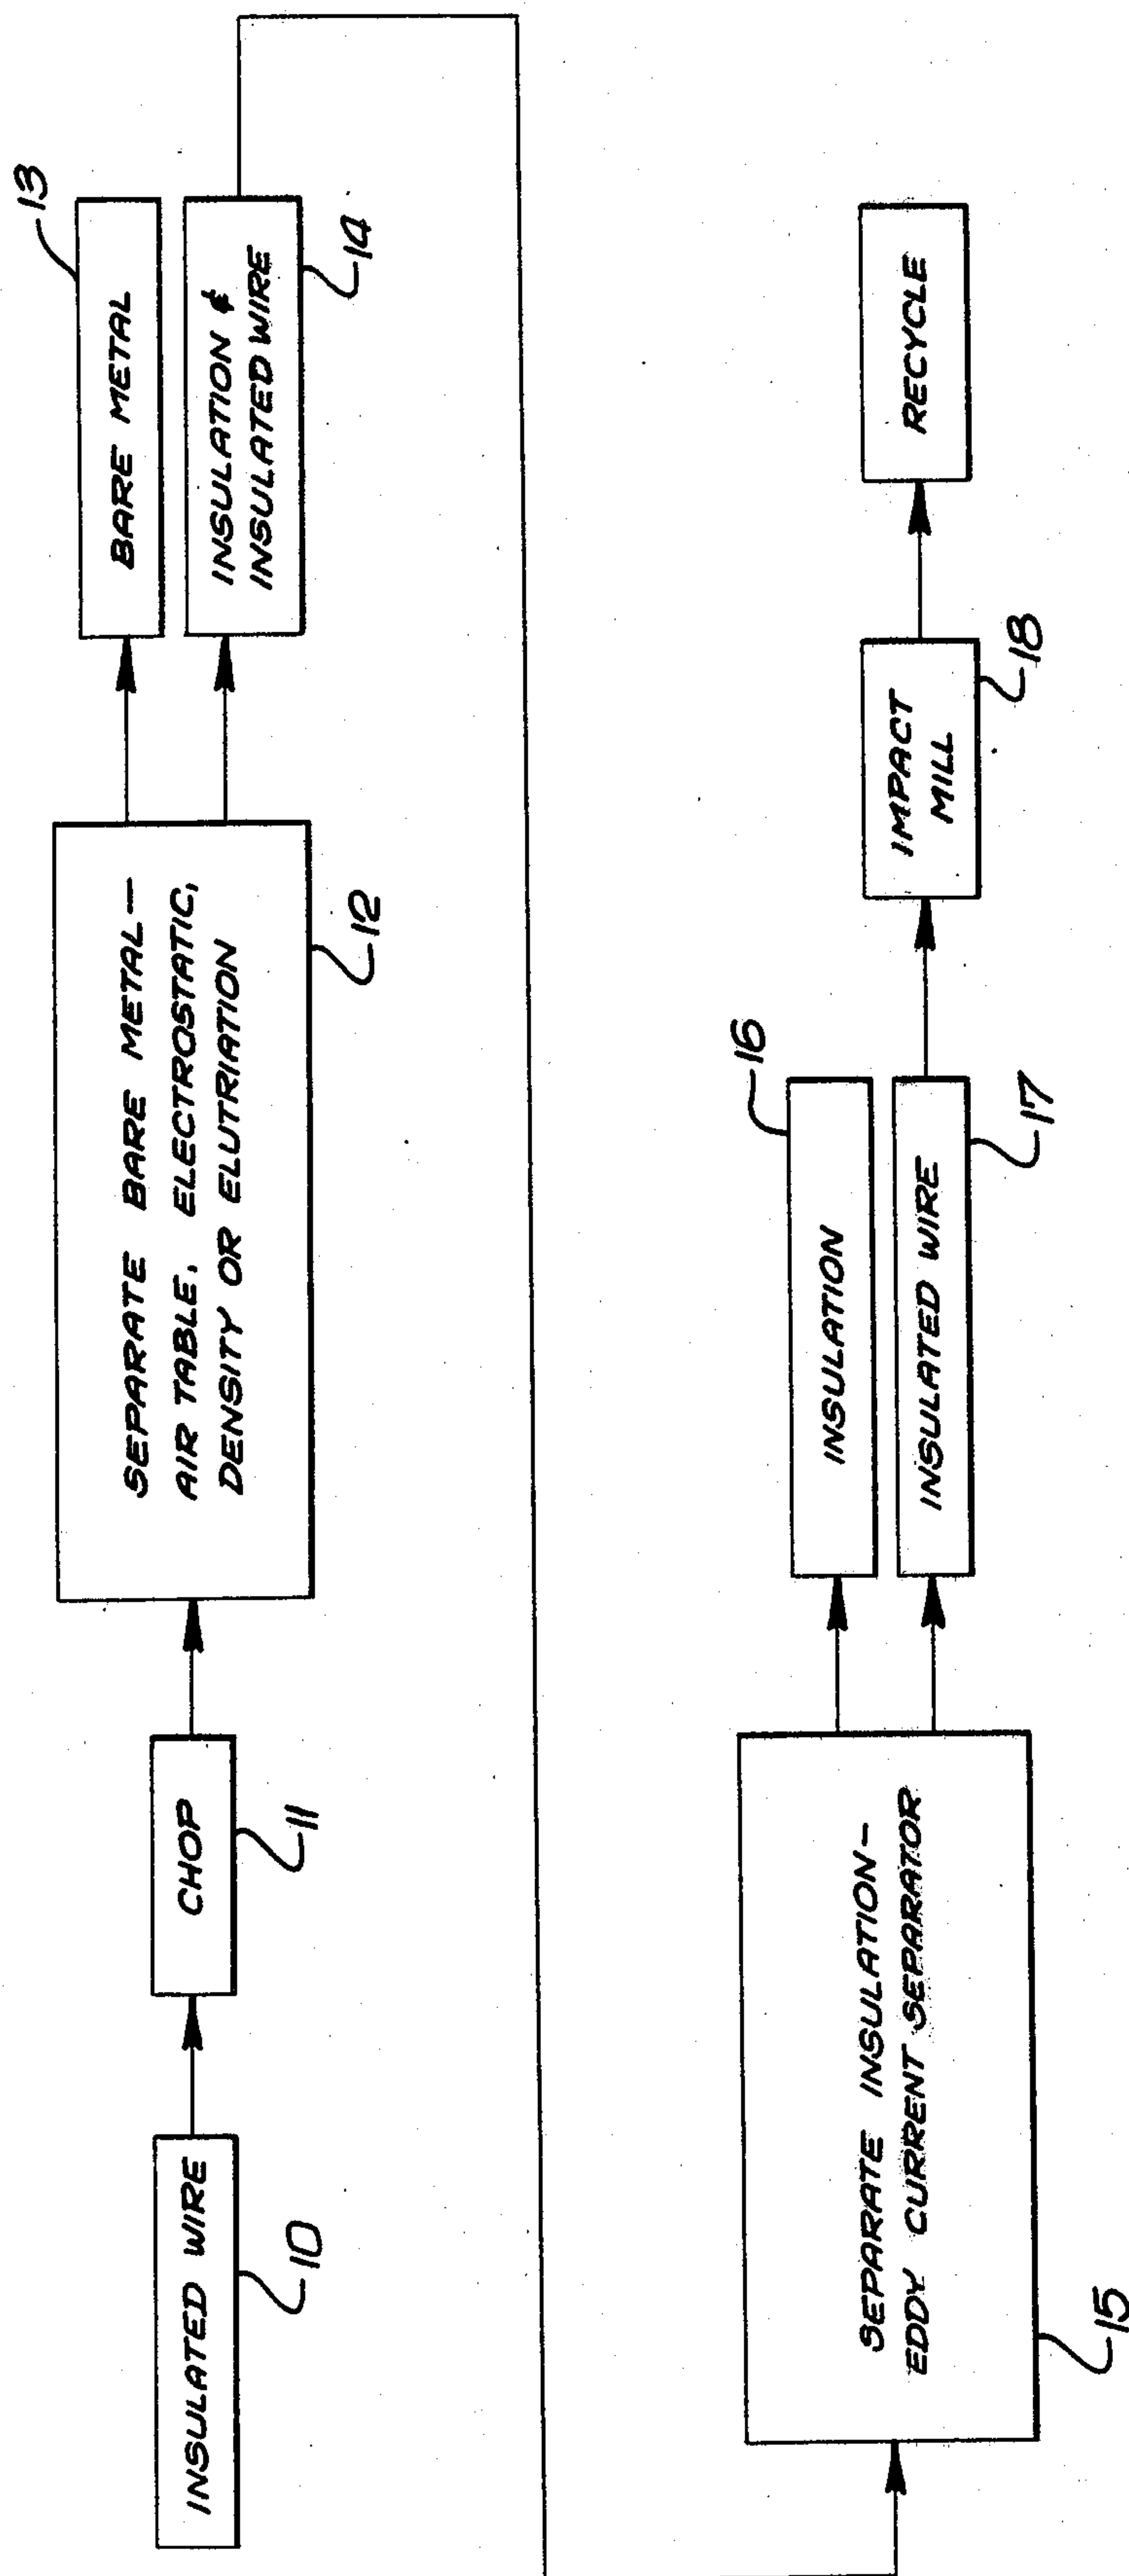 INSULATED WIRE
10
CHOP
11
SEPARATE BARE METAL—
AIR TABLE, ELECTROSTATIC,
DENSITY OR ELUTRIATION
12
BARE METAL
13
INSULATION &
INSULATED WIRE
14
SEPARATE INSULATION-
EDDY CURRENT SEPARATOR
15
INSULATION
16
INSULATED WIRE
17
IMPACT
MILL
18
RECYCLE